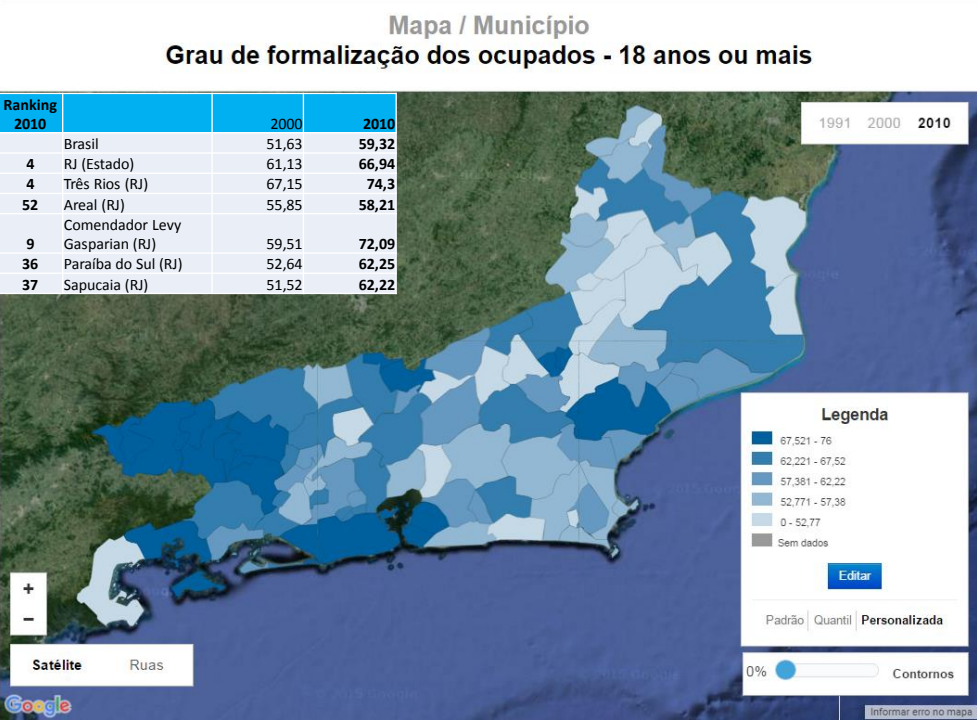 Mapa / Município
Grau de formalização dos ocupados - 18 anos ou mais
Ranking
2010 2000 2010
Brasil 51,63 59,32
4 RJ (Estado) 61,13 66,94
4 Três Rios (RJ) 67,15 74,3
52 Areal (RJ) 55,85 58,21
Comendador Levy
9 Gasparian (RJ) 59,51 72,09
36 Paraíba do Sul (RJ) 52,64 62,25
37 Sapucaia (RJ) 51,52 62,22
1991 2000 2010
Legenda
67,521 - 76
62,221 - 67,52
57,381 - 62,22
52,771 - 57,38
0 - 52,77
Sem dados
Editar
Padrão Quantil Personalizada
+
−
Satélite Ruas
0% Contornos
Google
Informar erro no mapa